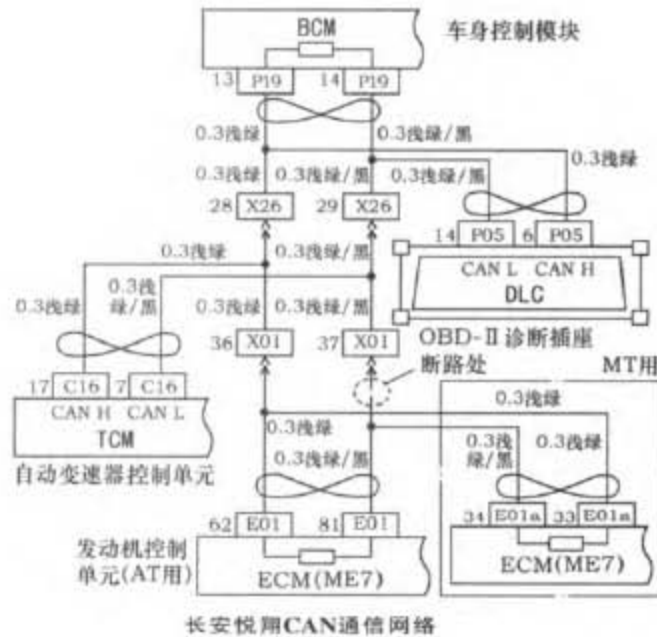 BCM
车身控制模块
13 P19 14 P19
0.3浅绿 0.3浅绿/黑
0.3浅绿
0.3浅绿 0.3浅绿/黑 0.3浅绿/黑
28 X26 29 X26
14 P05 6 P05
CAN L CAN H
DLC
OBD-Ⅱ诊断插座
0.3浅绿 0.3浅绿/黑
0.3浅绿 0.3浅绿/黑 0.3浅绿 0.3浅绿/黑
36 X01 37 X01
断路处
MT用
17 C16 7 C16
CAN H CAN L
TCM
自动变速器控制单元
0.3浅绿
0.3浅绿 0.3浅绿/黑 0.3浅绿
0.3浅绿/黑
62 E01 81 E01
34 E01a 33 E01a
发动机控制单元(AT用)
ECM(ME7)
ECM(ME7)
长安悦翔CAN通信网络